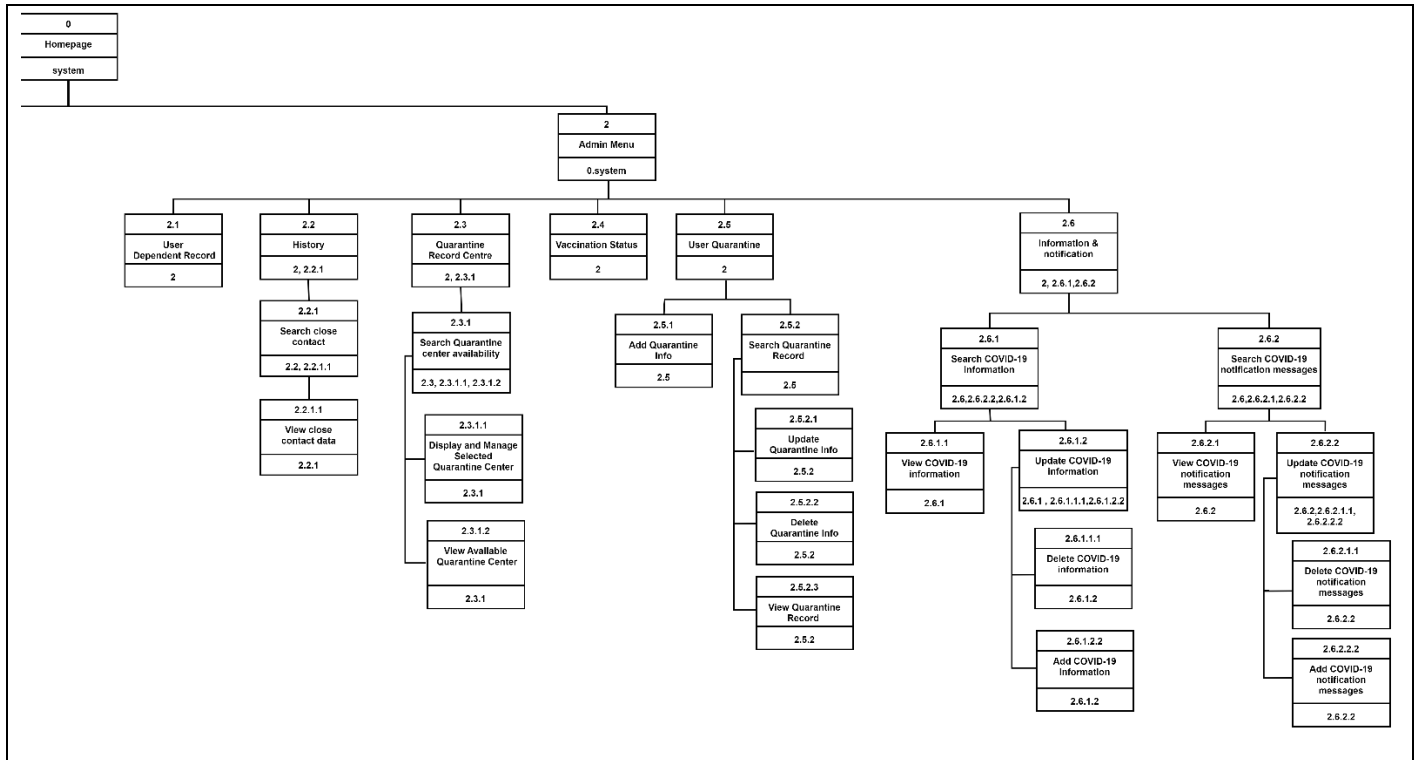 0
Homepage
system
2
Admin Menu
0.system
2.1
User
Dependent Record
2
2.2
History
2, 2.2.1
2.3
Quarantine
Record Centre
2, 2.3.1
2.4
Vaccination Status
2
2.5
User Quarantine
2
2.6
Information &
notification
2, 2.6.1,2.6.2
2.2.1
Search close
contact
2.2, 2.2.1.1
2.2.1.1
View close
contact data
2.2.1
2.3.1
Search Quarantine
center availability
2.3, 2.3.1.1, 2.3.1.2
2.3.1.1
Display and Manage
Selected
Quarantine Center
2.3.1
2.3.1.2
View Available
Quarantine Center
2.3.1
2.5.1
Add Quarantine
Info
2.5
2.5.2
Search Quarantine
Record
2.5
2.5.2.1
Update
Quarantine Info
2.5.2
2.5.2.2
Delete
Quarantine Info
2.5.2
2.5.2.3
View Quarantine
Record
2.5.2
2.6.1
Search COVID-19
Information
2.6,2.6.2.2,2.6.1.2
2.6.1.1
View COVID-19
information
2.6.1
2.6.1.2
Update COVID-19
Information
2.6.1 , 2.6.1.1.1,2.6.1.2.2
2.6.1.1.1
Delete COVID-19
information
2.6.1.2
2.6.1.2.2
Add COVID-19
Information
2.6.1.2
2.6.2
Search COVID-19
notification messages
2.6,2.6.2.1,2.6.2.2
2.6.2.1
View COVID-19
notification
messages
2.6.2
2.6.2.2
Update COVID-19
notification
messages
2.6.2,2.6.2.1.1,
2.6.2.2.2
2.6.2.1.1
Delete COVID-19
notification
messages
2.6.2.2
2.6.2.2.2
Add COVID-19
notification
messages
2.6.2.2